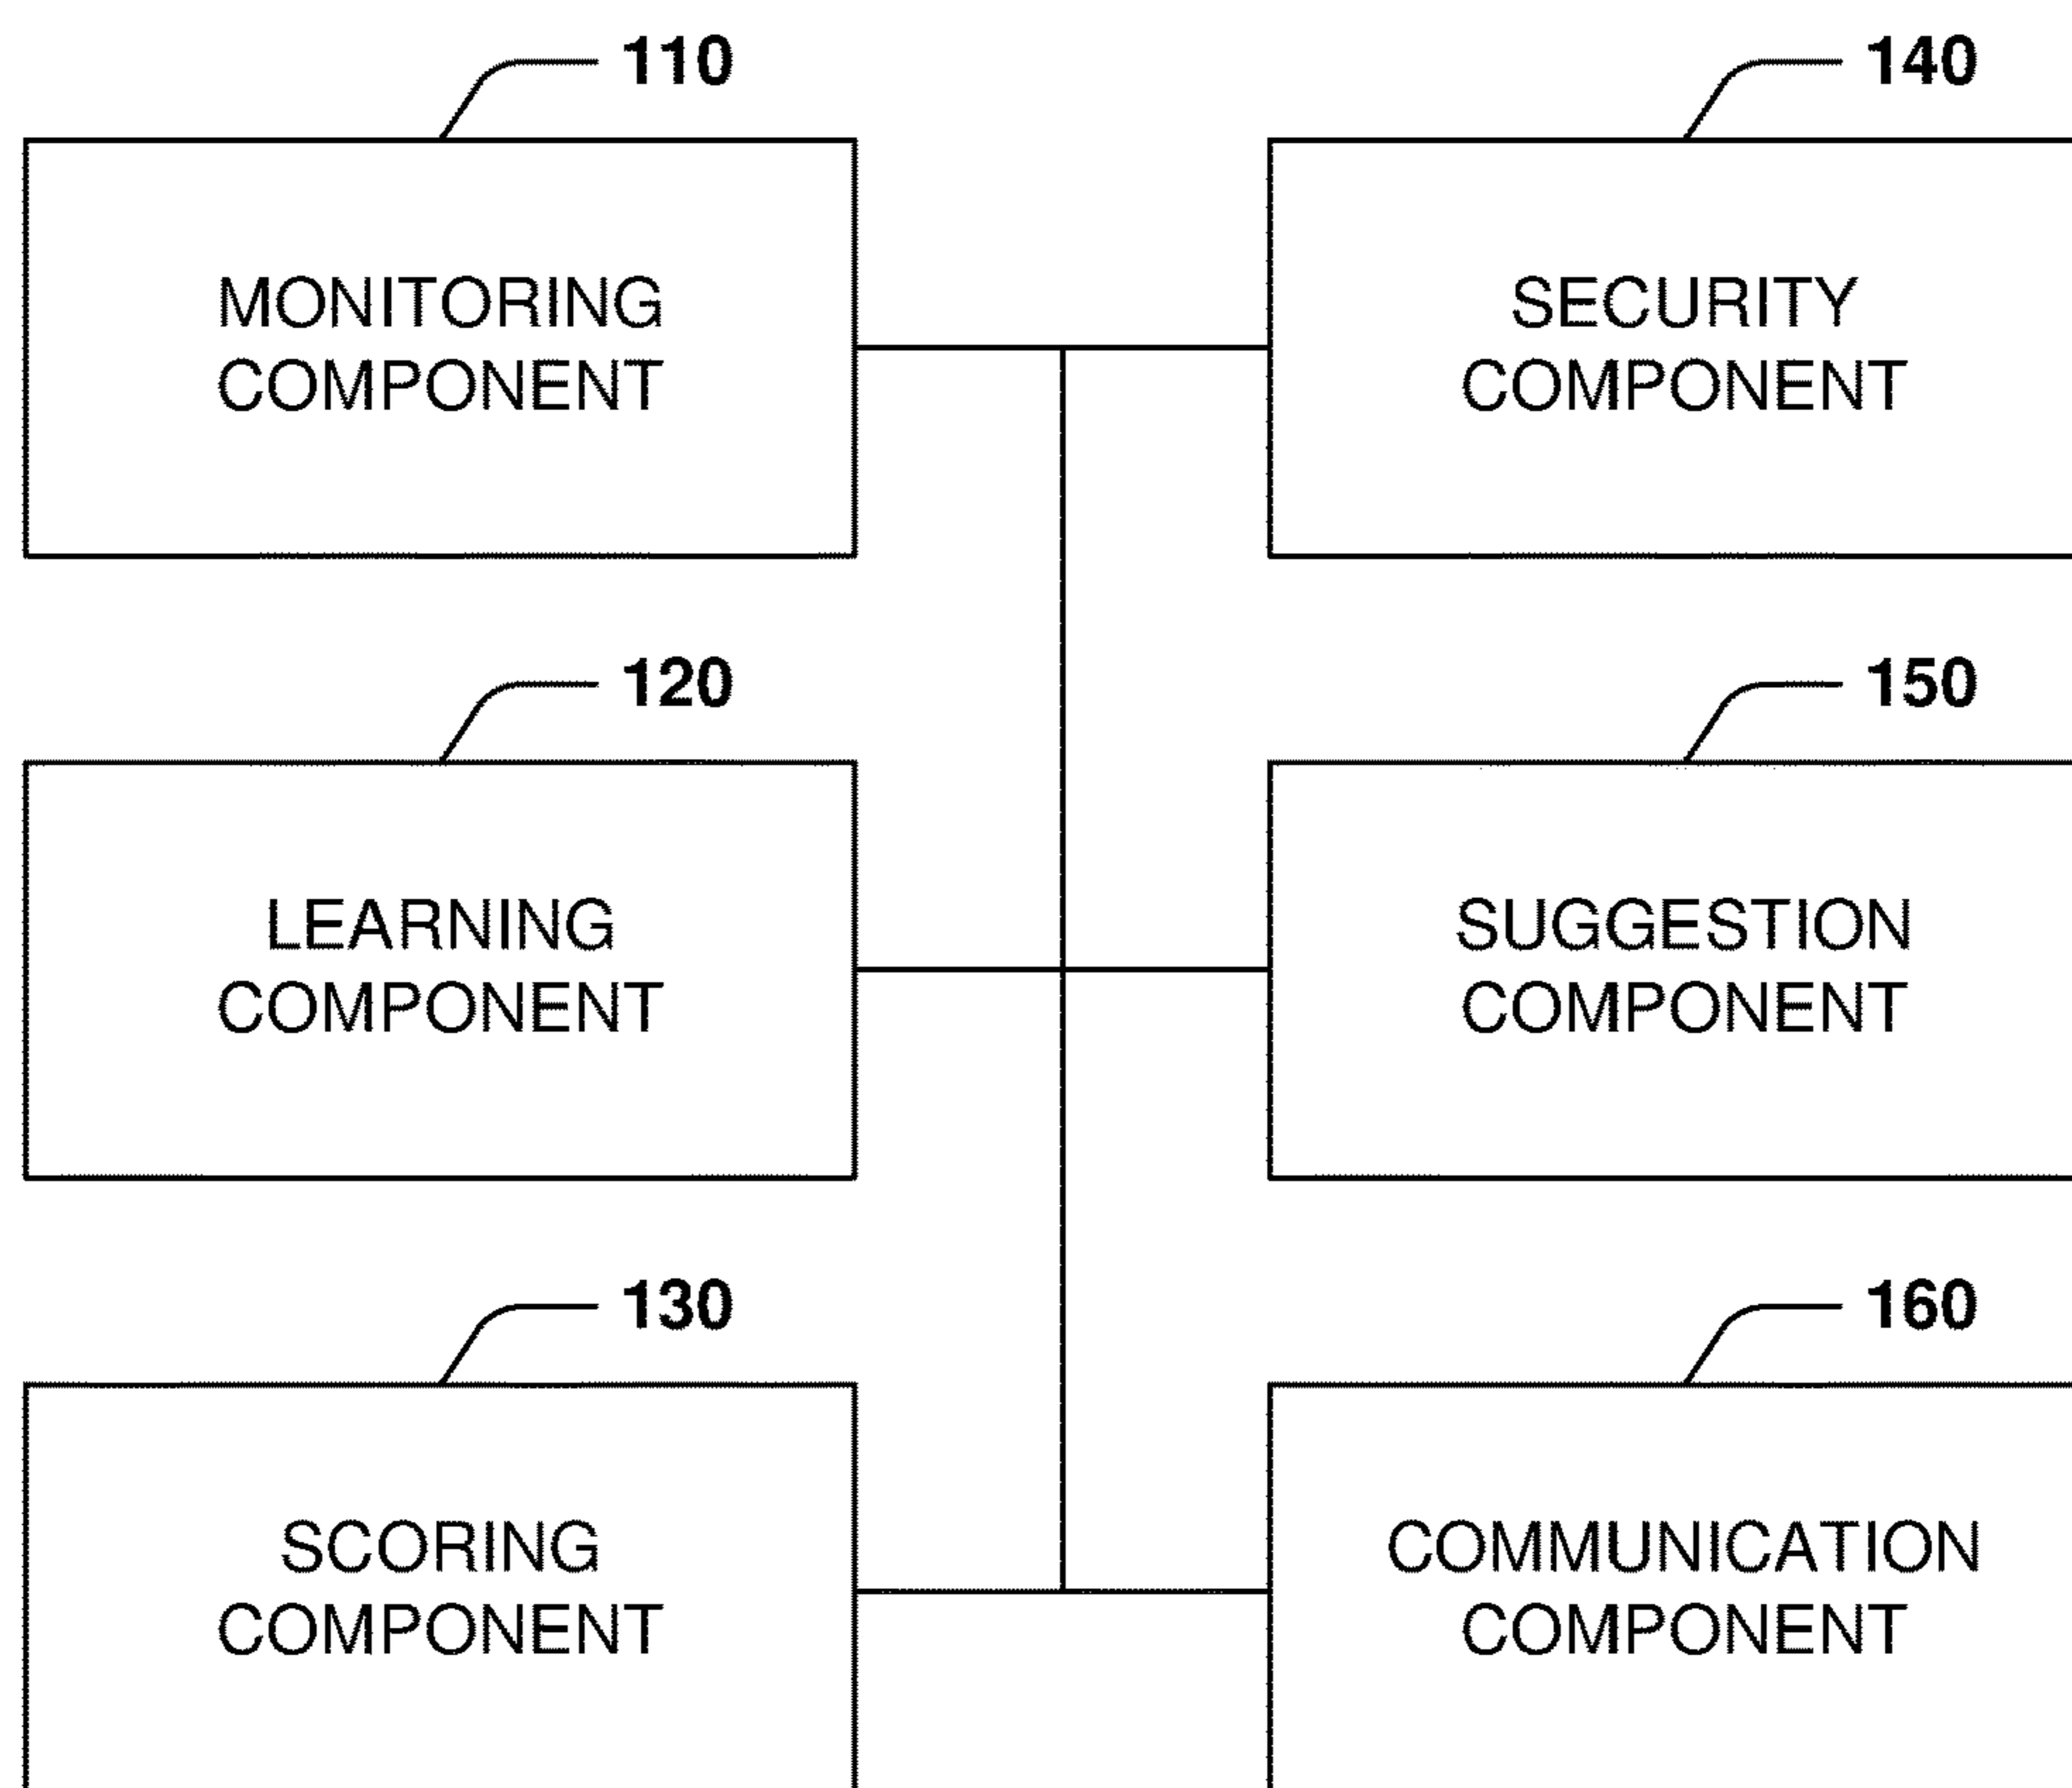 110
MONITORING
COMPONENT
140
SECURITY
COMPONENT
120
LEARNING
COMPONENT
150
SUGGESTION
COMPONENT
130
SCORING
COMPONENT
160
COMMUNICATION
COMPONENT